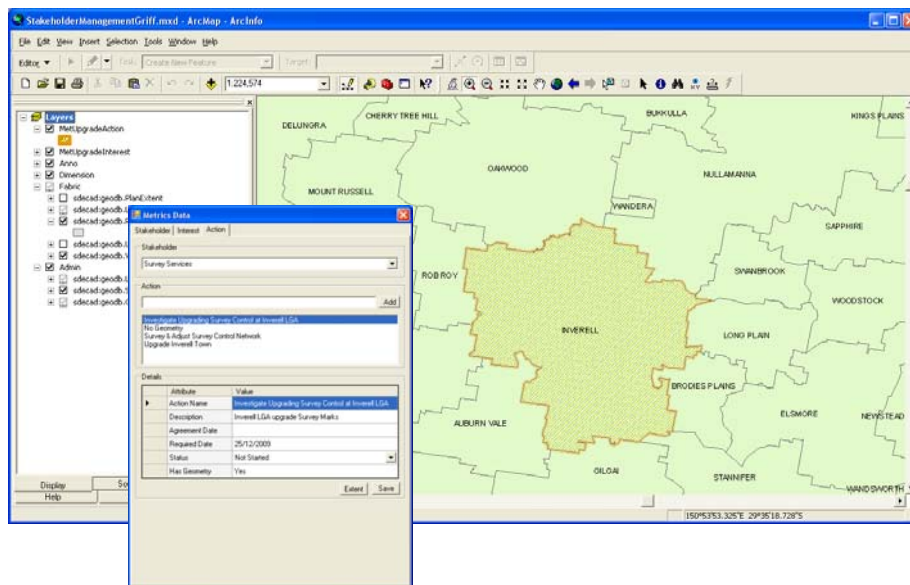 StakeholderManagementGriff.mxd - ArcMap - ArcInfo
File Edit View Insert Selection Tools Window Help
Editor Task: Create New Feature Target:
1:224,574
Layers
MetUpgradeAction
MetUpgradeInterest
Anno
Dimension
Fabric
sdecad:geodb.PlanExtent
sdecad:geodb.L
sdecad:geodb.
sdecad:geodb.L
sdecad:geodb.
Admin
sdecad:geodb.L
sdecad:geodb.
sdecad:geodb.
Display So
Help
Metrics Data
Stakeholder Interest Action
Stakeholder
Survey Services
Action
Add
Investigate Upgrading Survey Control at Inverell LGA
No Geometry
Survey & Adjust Survey Control Network
Upgrade Inverell Town
Details
Attribute Value
Action Name Investigate Upgrading Survey Control at Inverell LGA
Description Inverell LGA upgrade Survey Marks
Agreement Date
Required Date 25/12/2009
Status Not Started
Has Geometry Yes
Extent Save
DELUNGRA
CHERRY TREE HILL
BUKKULLA
KINGS PLAINS
OAKWOOD
NULLAMANNA
MOUNT RUSSELL
WANDERA
SAPPHIRE
ROB ROY
SWANBROOK
WOODSTOCK
INVERELL
LONG PLAIN
BRODIES PLAINS
AUBURN VALE
ELSMORE
NEWSTEAD
GILGAI
STANNIFER
WANDSWORTH
150°53'53.325"E 29°35'18.728"S